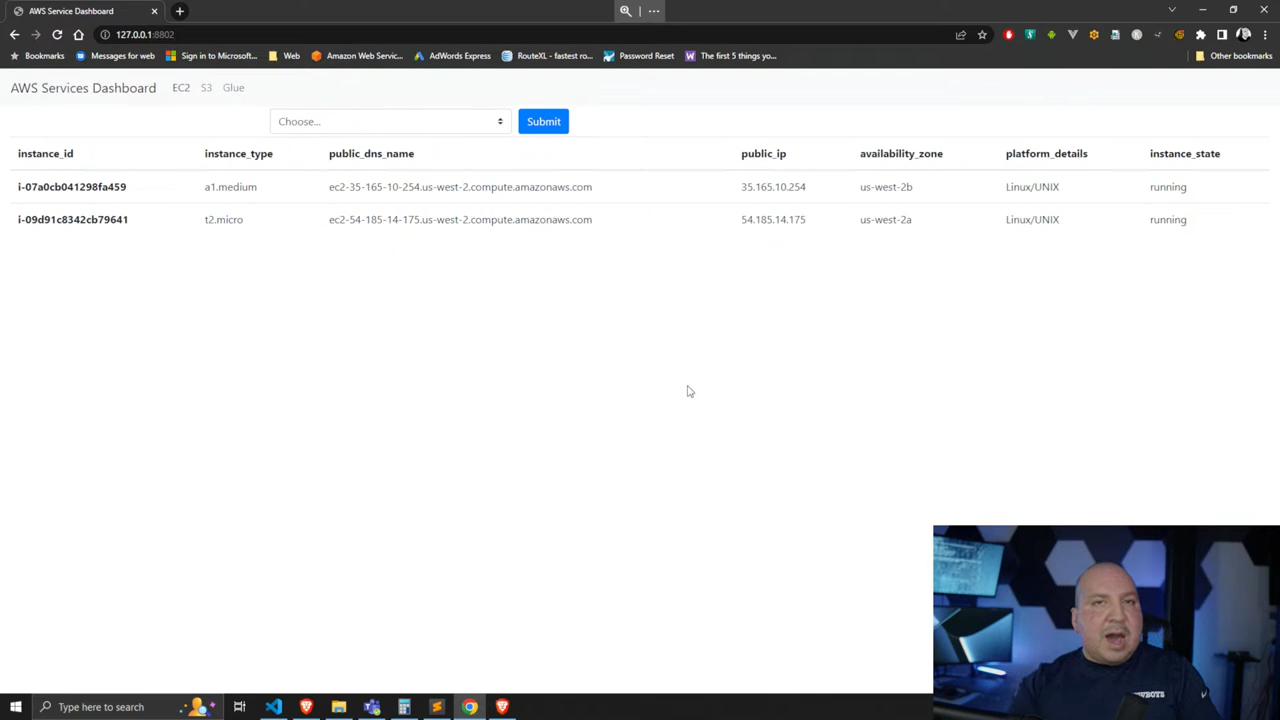 AWS Service Dashboard
127.0.0.1:8802
Bookmarks Messages for web Sign in to Microsoft... Web Amazon Web Servic... AdWords Express RouteXL - fastest ro... Password Reset The first 5 things yo... Other bookmarks
AWS Services Dashboard EC2 S3 Glue
Choose... Submit
instance_id instance_type public_dns_name public_ip availability_zone platform_details instance_state
i-07a0cb041298fa459 a1.medium ec2-35-165-10-254.us-west-2.compute.amazonaws.com 35.165.10.254 us-west-2b Linux/UNIX running
i-09d91c8342cb79641 t2.micro ec2-54-185-14-175.us-west-2.compute.amazonaws.com 54.185.14.175 us-west-2a Linux/UNIX running
Type here to search